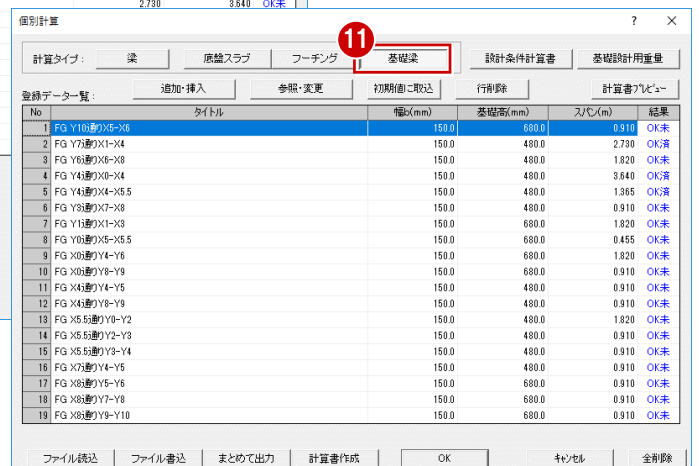 2.730 3.640 OK未
個別計算 ? ×
11
計算タイプ: 梁 底盤スラブ フーチング 基礎梁 設計条件計算書 基礎設計用重量
登録データ一覧: 追加・挿入 参照・変更 初期値に取込 行削除 計算書プレビュー
No タイトル 幅b(mm) 基礎高(mm) スパン(m) 結果
1 FG Y10通りX5-X6 150.0 680.0 0.910 OK未
2 FG Y7通りX1-X4 150.0 480.0 2.730 OK済
3 FG Y6通りX6-X8 150.0 480.0 1.820 OK未
4 FG Y4通りX0-X4 150.0 480.0 3.640 OK済
5 FG Y4通りX4-X5.5 150.0 480.0 1.365 OK済
6 FG Y3通りX7-X8 150.0 480.0 0.910 OK未
7 FG Y1通りX1-X3 150.0 680.0 1.820 OK未
8 FG Y0通りX5-X5.5 150.0 680.0 0.455 OK未
9 FG X0通りY4-Y6 150.0 680.0 1.820 OK未
10 FG X0通りY8-Y9 150.0 680.0 0.910 OK未
11 FG X4通りY4-Y5 150.0 480.0 0.910 OK未
12 FG X4通りY8-Y9 150.0 480.0 0.910 OK未
13 FG X5.5通りY0-Y2 150.0 480.0 1.820 OK未
14 FG X5.5通りY2-Y3 150.0 480.0 0.910 OK未
15 FG X5.5通りY3-Y4 150.0 480.0 0.910 OK未
16 FG X7通りY4-Y5 150.0 480.0 0.910 OK未
17 FG X8通りY5-Y6 150.0 680.0 0.910 OK未
18 FG X8通りY7-Y8 150.0 680.0 0.910 OK未
19 FG X8通りY9-Y10 150.0 680.0 0.910 OK未
ファイル読込 ファイル書込 まとめて出力 計算書作成 OK キャンセル 全削除